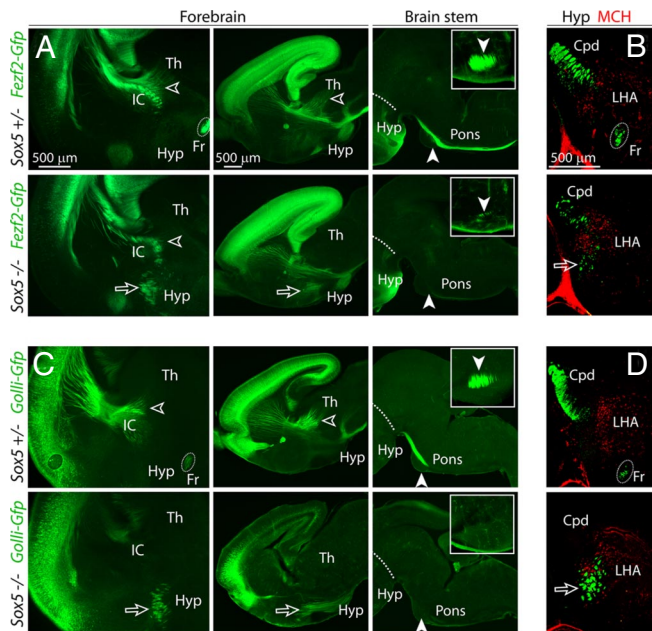 Forebrain Brain stem Hyp MCH
A Th IC Hyp Fr 500 µm
Th Hyp 500 µm
Hyp Pons
B Cpd LHA Fr
Sox5 +/- Fezf2-Gfp
Th IC Hyp
Th Hyp
Hyp Pons
Cpd LHA
Sox5 -/- Fezf2-Gfp
C Th IC Hyp Fr
Th Hyp
Hyp Pons
D Cpd LHA Fr
Sox5 +/- Golli-Gfp
IC Th Hyp
Th Hyp
Hyp Pons
Cpd LHA
Sox5 -/- Golli-Gfp